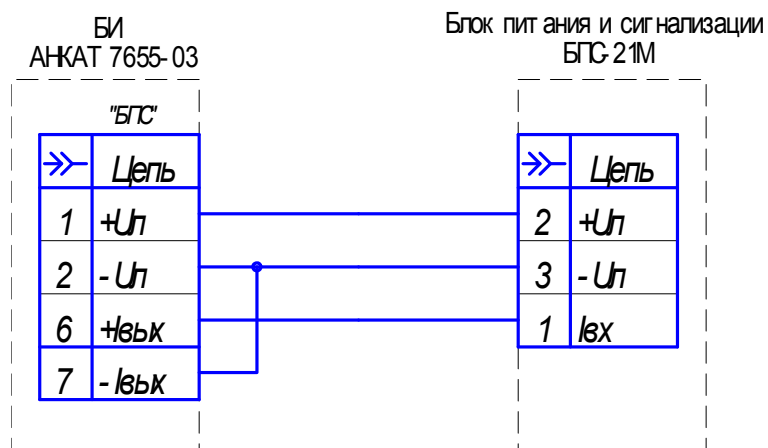 БИ
АНКАТ 7655-03
Блок питания и сигнализации
БПС-21М
"БПС"
Цепь
1 +Uп
2 -Uп
6 +Iвых
7 -Iвых
Цепь
2 +Uп
3 -Uп
1 Iвх